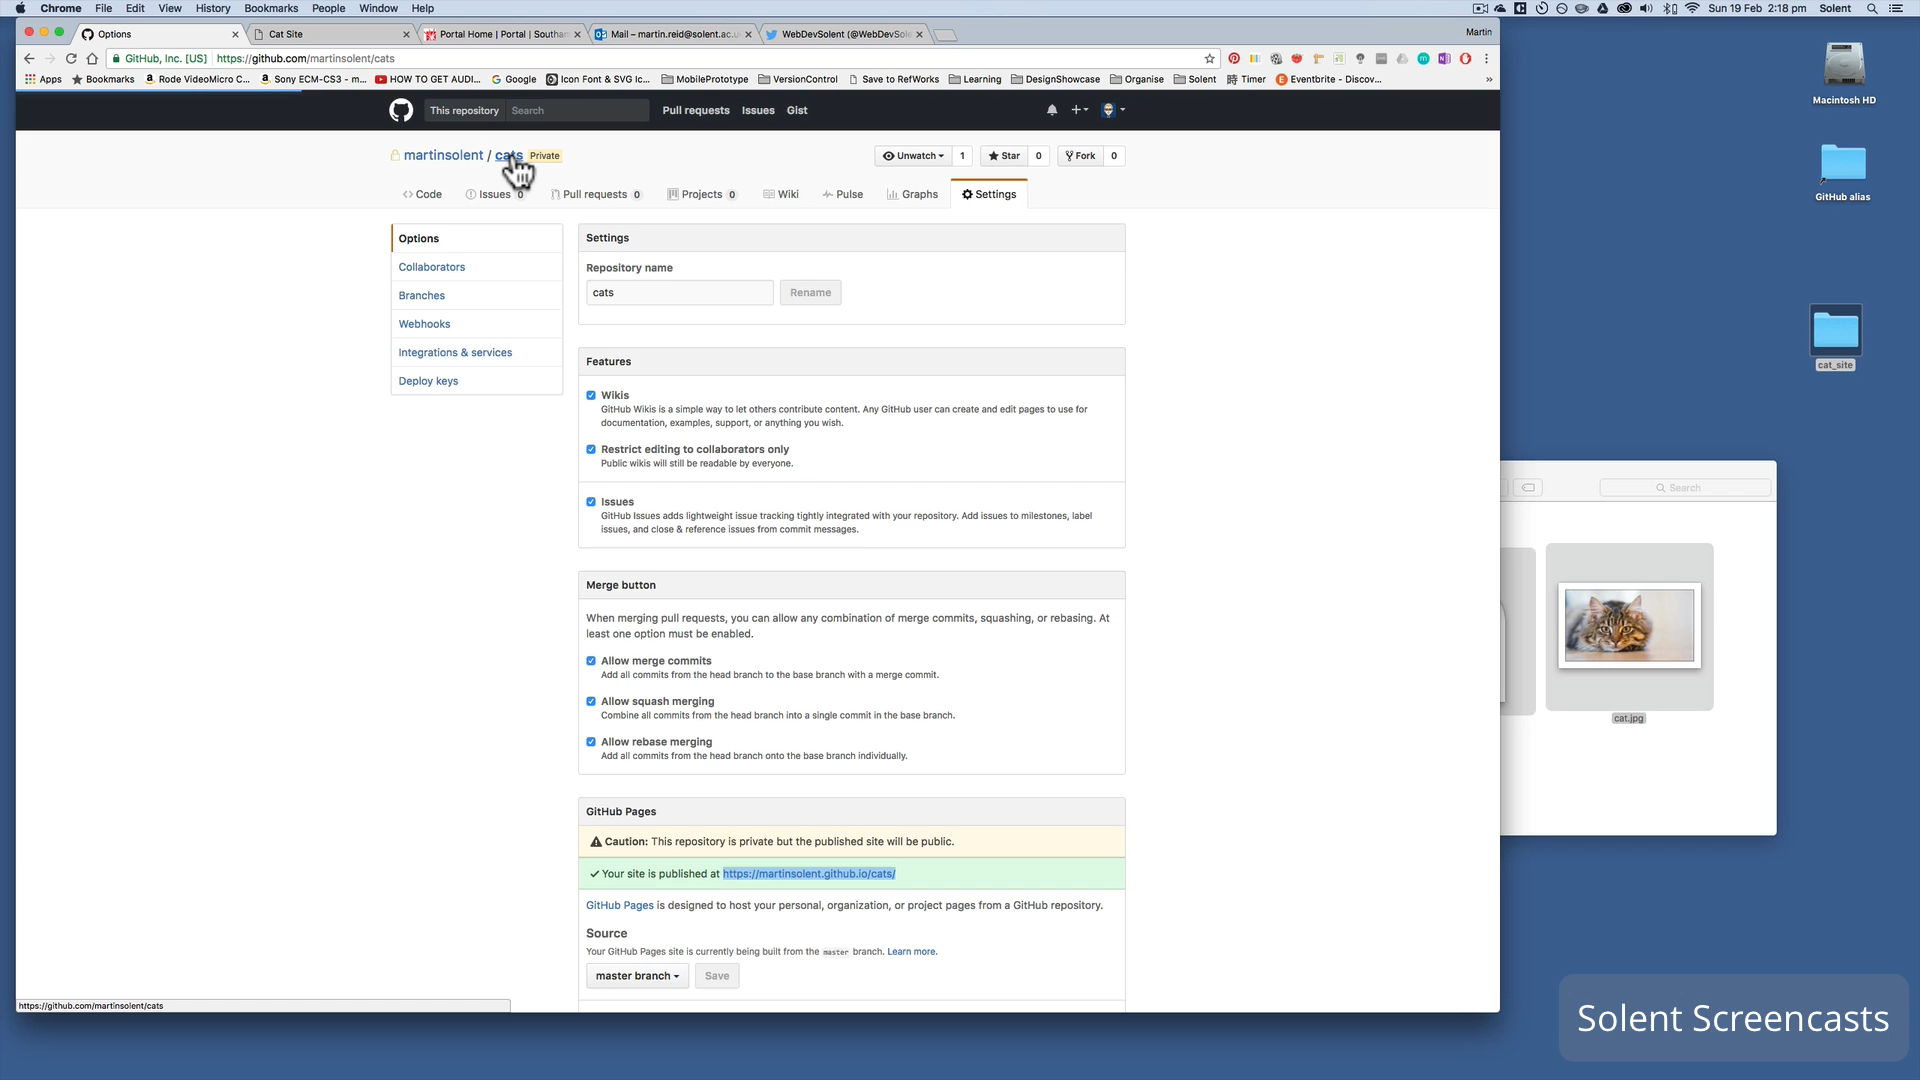 Chrome File Edit View History Bookmarks People Window Help
Sun 19 Feb 2:18 pm Solent
Options
Cat Site
Portal Home | Portal | Southam
Mail – martin.reid@solent.ac.u
WebDevSolent (@WebDevSole
Martin
GitHub, Inc. [US] https://github.com/martinsolent/cats
Apps Bookmarks Rode VideoMicro C... Sony ECM-CS3 - m... HOW TO GET AUDI... Google Icon Font & SVG Ic... MobilePrototype VersionControl Save to RefWorks Learning DesignShowcase Organise Solent Timer Eventbrite - Discov... »
This repository Search Pull requests Issues Gist
martinsolent / cats Private
Unwatch 1 Star 0 Fork 0
Code Issues 0 Pull requests 0 Projects 0 Wiki Pulse Graphs Settings
Options
Collaborators
Branches
Webhooks
Integrations & services
Deploy keys
Settings
Repository name
cats Rename
Features
Wikis
GitHub Wikis is a simple way to let others contribute content. Any GitHub user can create and edit pages to use for
documentation, examples, support, or anything you wish.
Restrict editing to collaborators only
Public wikis will still be readable by everyone.
Issues
GitHub Issues adds lightweight issue tracking tightly integrated with your repository. Add issues to milestones, label
issues, and close & reference issues from commit messages.
Merge button
When merging pull requests, you can allow any combination of merge commits, squashing, or rebasing. At
least one option must be enabled.
Allow merge commits
Add all commits from the head branch to the base branch with a merge commit.
Allow squash merging
Combine all commits from the head branch into a single commit in the base branch.
Allow rebase merging
Add all commits from the head branch onto the base branch individually.
GitHub Pages
Caution: This repository is private but the published site will be public.
Your site is published at https://martinsolent.github.io/cats/
GitHub Pages is designed to host your personal, organization, or project pages from a GitHub repository.
Source
Your GitHub Pages site is currently being built from the master branch. Learn more.
master branch Save
https://github.com/martinsolent/cats
Macintosh HD
GitHub alias
cat_site
Search
cat.jpg
Solent Screencasts